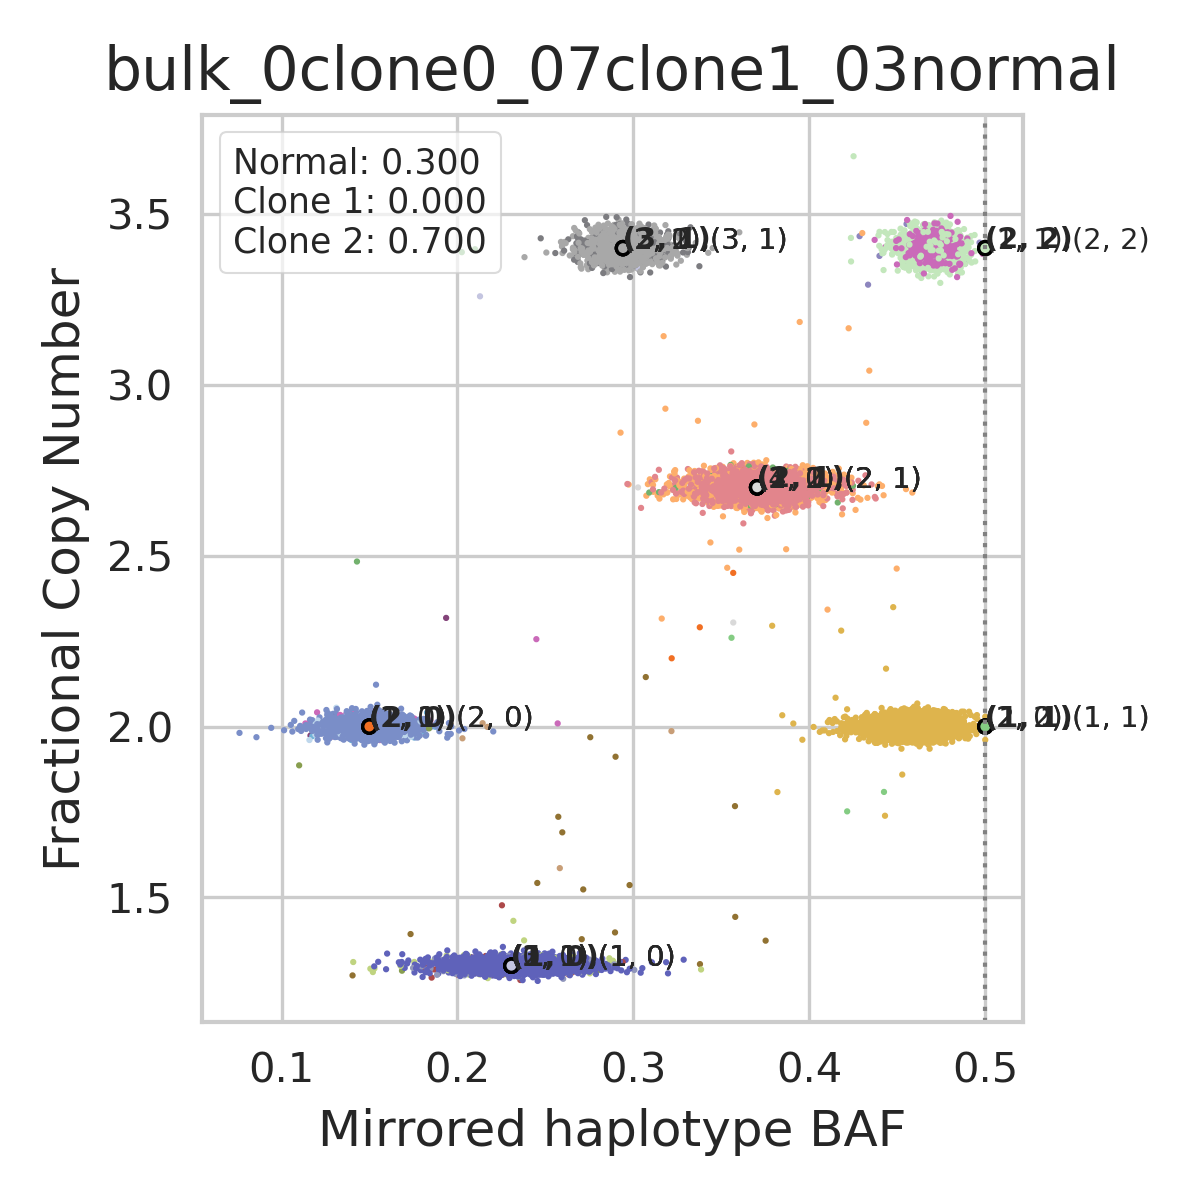 bulk_0clone0_07clone1_03normal
Normal: 0.300
Clone 1: 0.000
Clone 2: 0.700
3.5
3.0
2.5
2.0
1.5
(3, 1)
(2, 2)
(2, 1)
(2, 0)
(1, 1)
(1, 0)
0.1 0.2 0.3 0.4 0.5
Fractional Copy Number
Mirrored haplotype BAF